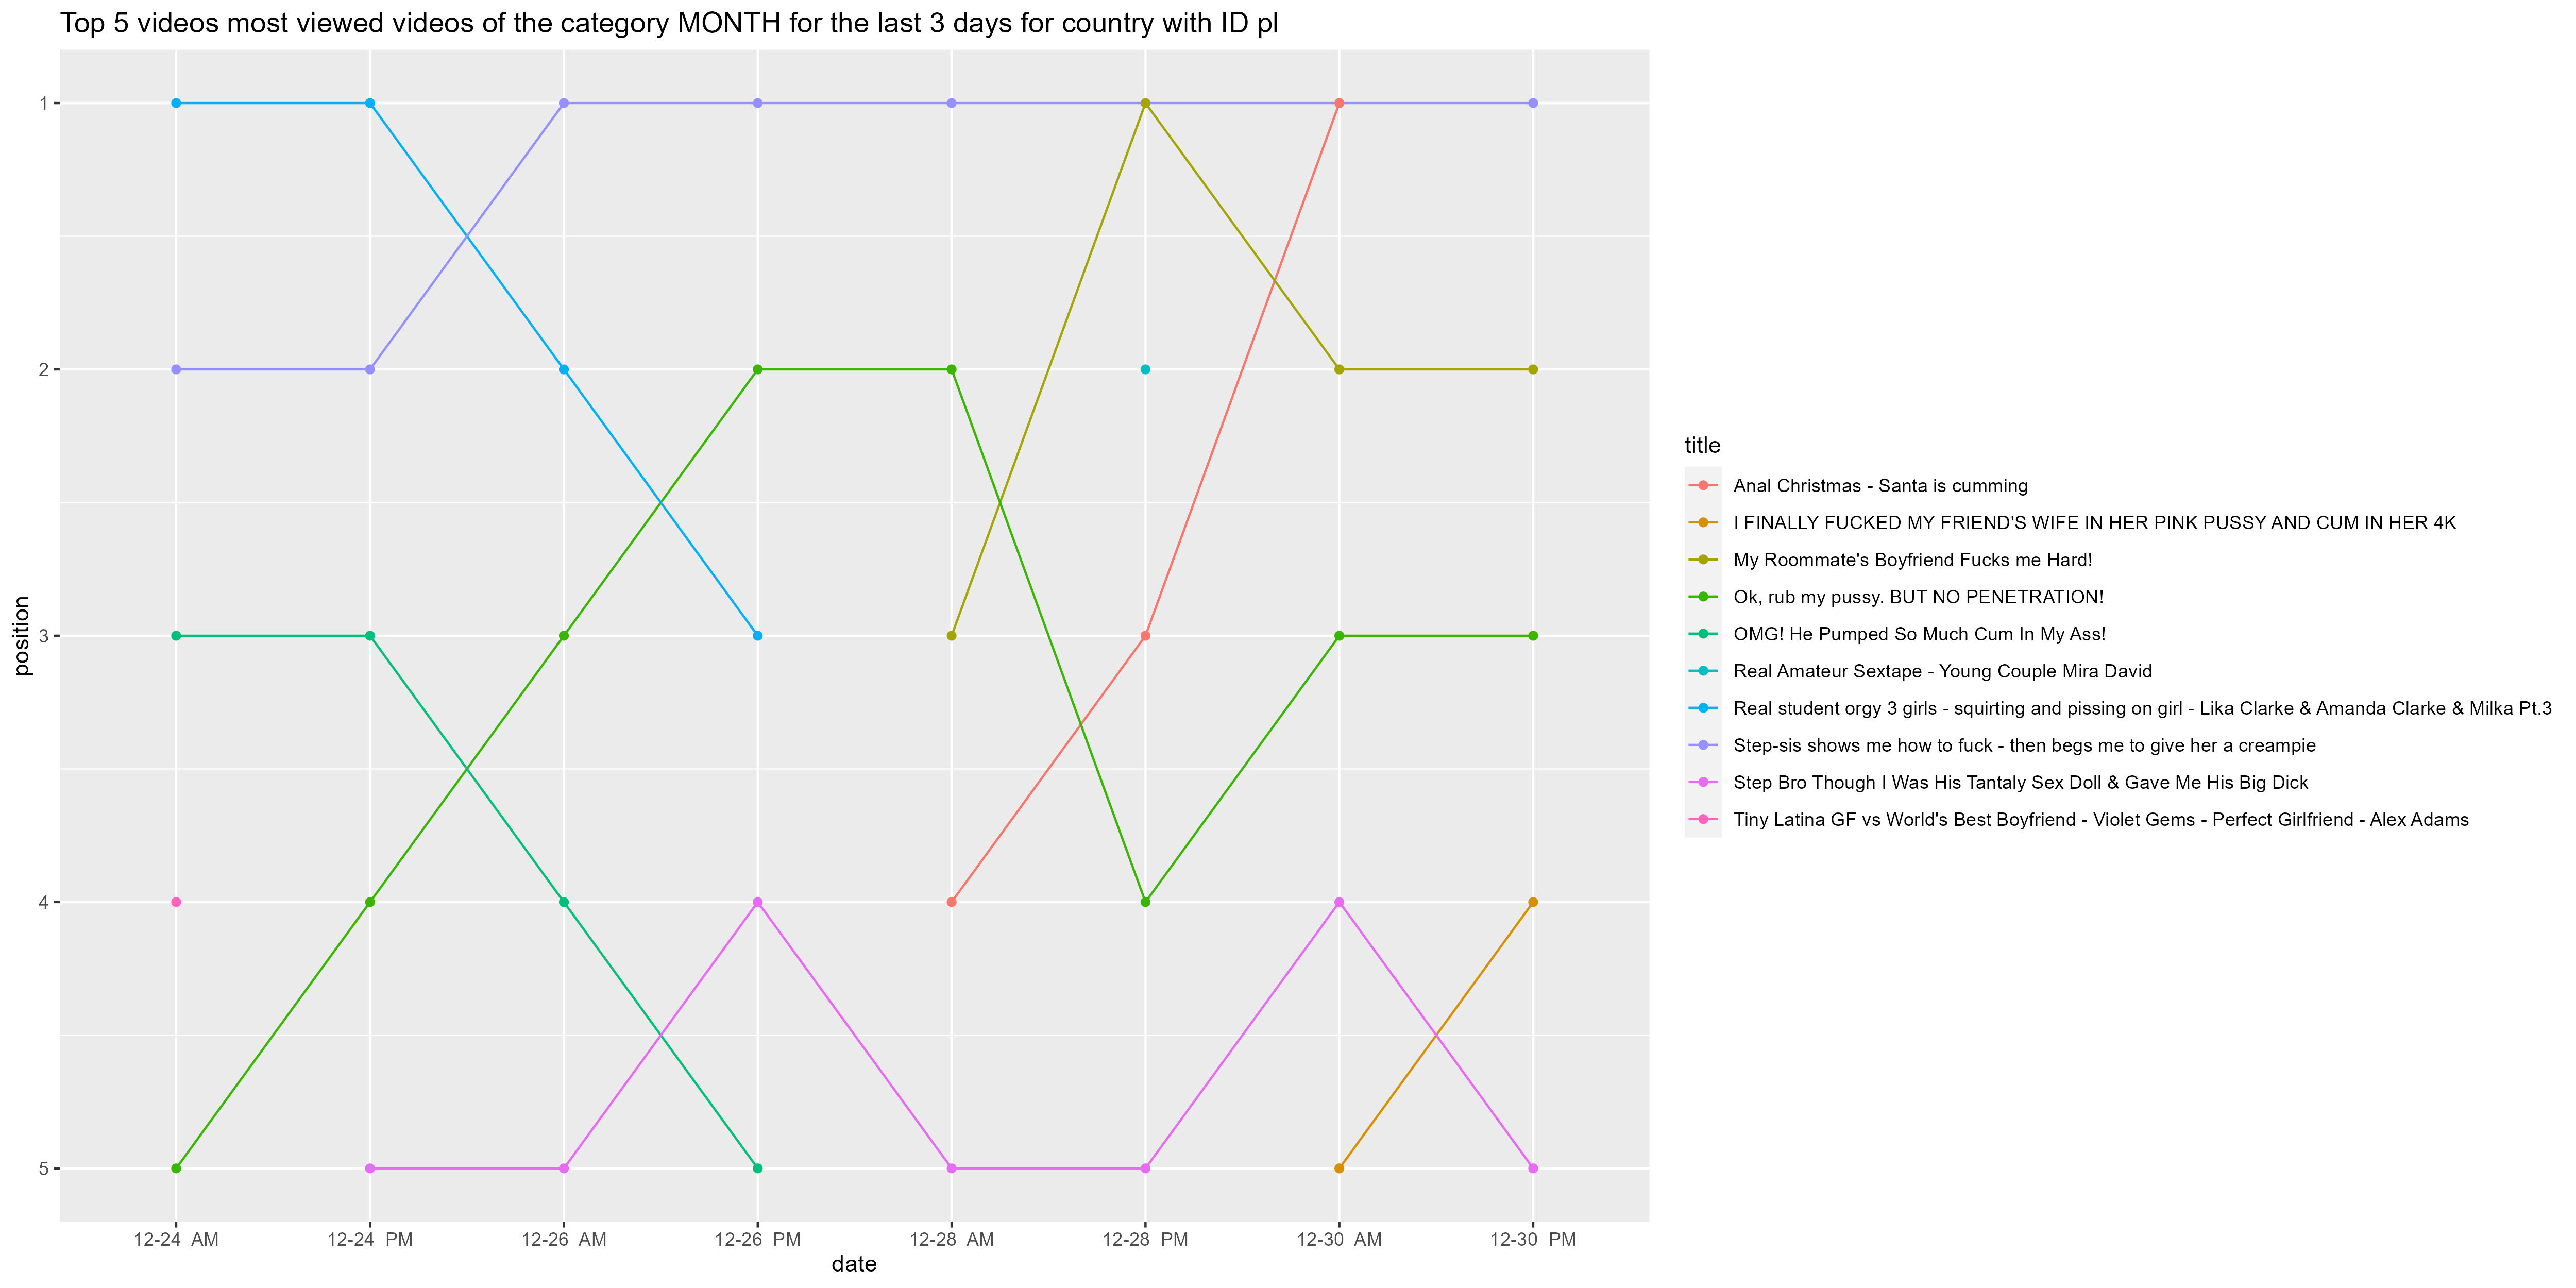 Top 5 videos most viewed videos of the category MONTH for the last 3 days for country with ID pl
position
1
2
3
4
5
12-24 AM
12-24 PM
12-26 AM
12-26 PM
12-28 AM
12-28 PM
12-30 AM
12-30 PM
date
title
Anal Christmas - Santa is cumming
I FINALLY FUCKED MY FRIEND'S WIFE IN HER PINK PUSSY AND CUM IN HER 4K
My Roommate's Boyfriend Fucks me Hard!
Ok, rub my pussy. BUT NO PENETRATION!
OMG! He Pumped So Much Cum In My Ass!
Real Amateur Sextape - Young Couple Mira David
Real student orgy 3 girls - squirting and pissing on girl - Lika Clarke & Amanda Clarke & Milka Pt.3
Step-sis shows me how to fuck - then begs me to give her a creampie
Step Bro Though I Was His Tantaly Sex Doll & Gave Me His Big Dick
Tiny Latina GF vs World's Best Boyfriend - Violet Gems - Perfect Girlfriend - Alex Adams